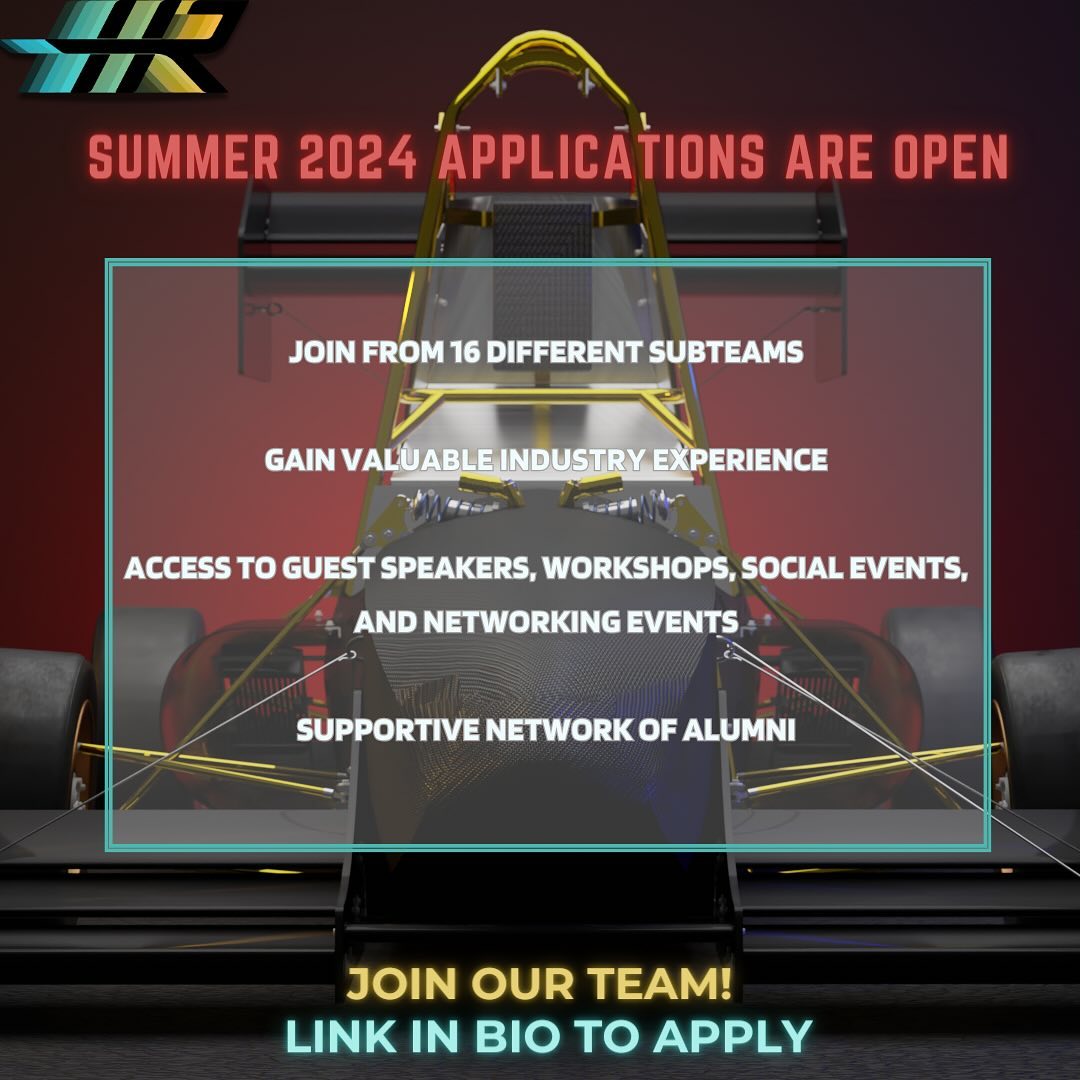 SUMMER 2024 APPLICATIONS ARE OPEN
JOIN FROM 16 DIFFERENT SUBTEAMS
GAIN VALUABLE INDUSTRY EXPERIENCE
ACCESS TO GUEST SPEAKERS, WORKSHOPS, SOCIAL EVENTS,
AND NETWORKING EVENTS
SUPPORTIVE NETWORK OF ALUMNI
JOIN OUR TEAM!
LINK IN BIO TO APPLY